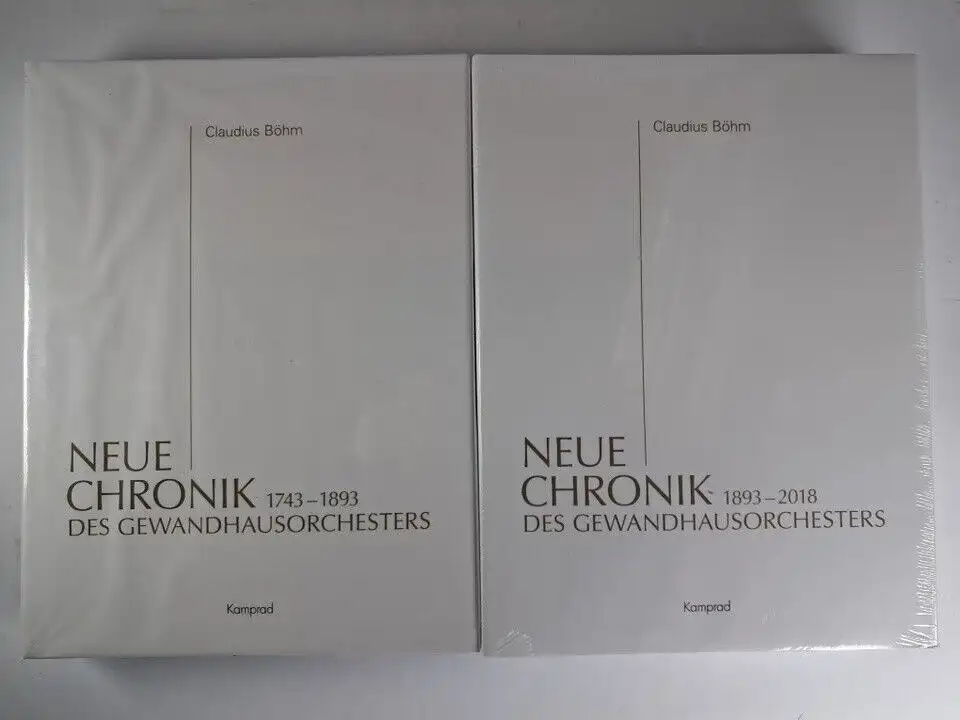 Claudius Böhm
NEUE
CHRONIK 1743–1893
DES GEWANDHAUSORCHESTERS
Kamprad
Claudius Böhm
NEUE
CHRONIK 1893–2018
DES GEWANDHAUSORCHESTERS
Kamprad